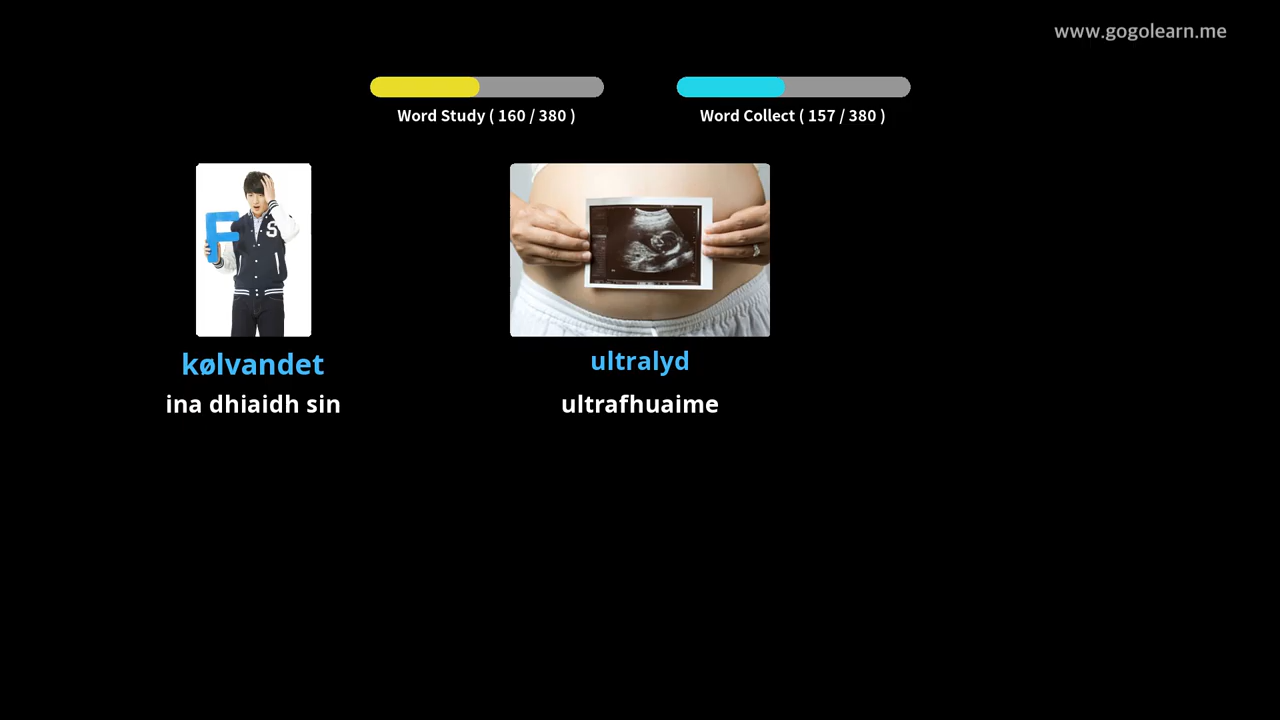 www.gogolearn.me
Word Study ( 160 / 380 )
Word Collect ( 157 / 380 )
F
S
kølvandet
ultralyd
ina dhiaidh sin
ultrafhuaime